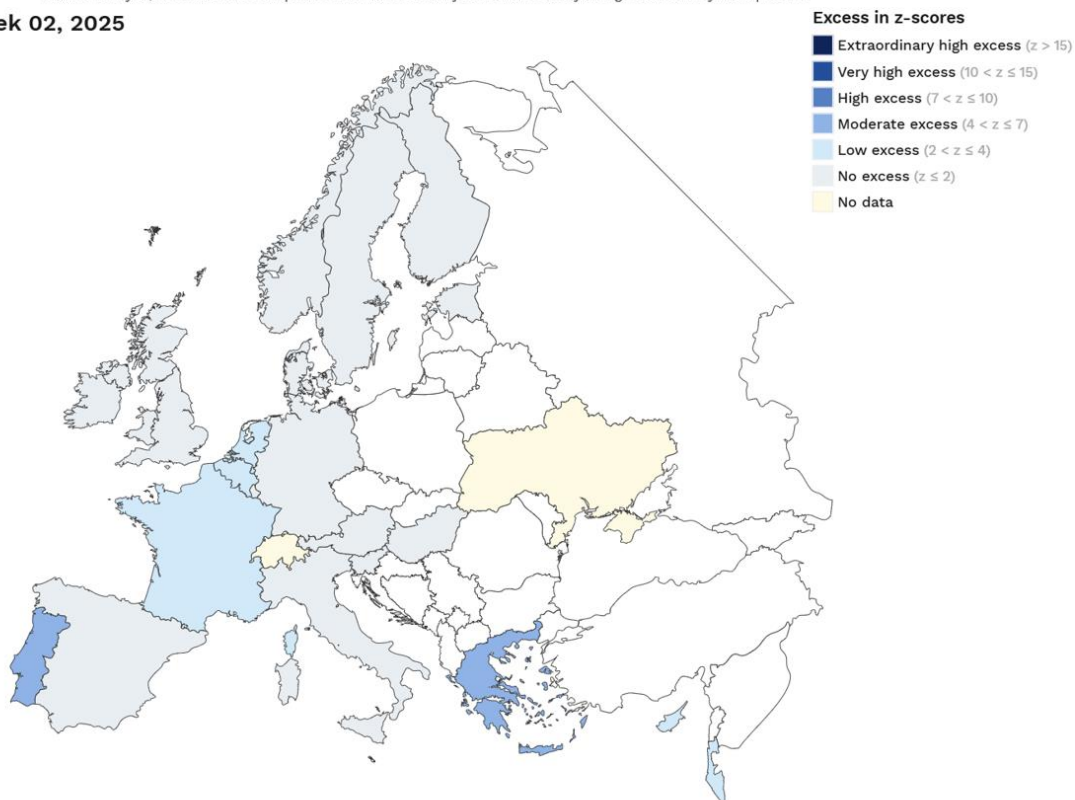 ek 02, 2025
Excess in z-scores
Extraordinary high excess (z > 15)
Very high excess (10 < z ≤ 15)
High excess (7 < z ≤ 10)
Moderate excess (4 < z ≤ 7)
Low excess (2 < z ≤ 4)
No excess (z ≤ 2)
No data